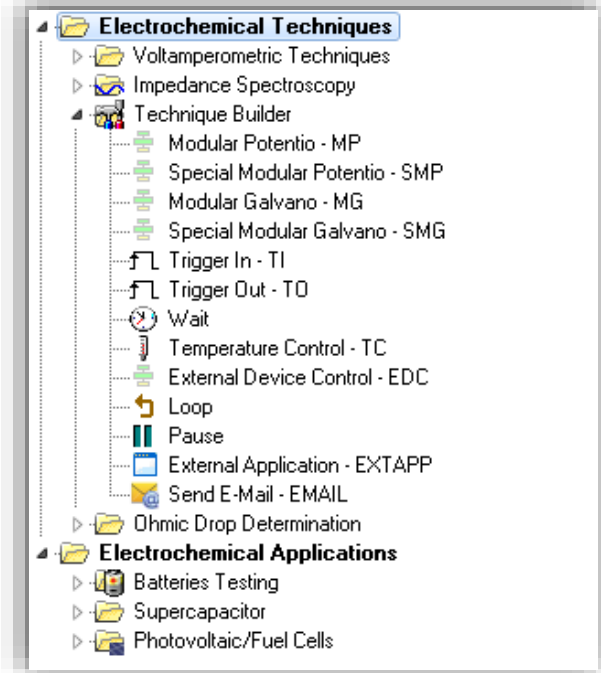 Electrochemical Techniques
Voltamperometric Techniques
Impedance Spectroscopy
Technique Builder
Modular Potentio - MP
Special Modular Potentio - SMP
Modular Galvano - MG
Special Modular Galvano - SMG
Trigger In - TI
Trigger Out - TO
Wait
Temperature Control - TC
External Device Control - EDC
Loop
Pause
External Application - EXTAPP
Send E-Mail - EMAIL
Ohmic Drop Determination
Electrochemical Applications
Batteries Testing
Supercapacitor
Photovoltaic/Fuel Cells